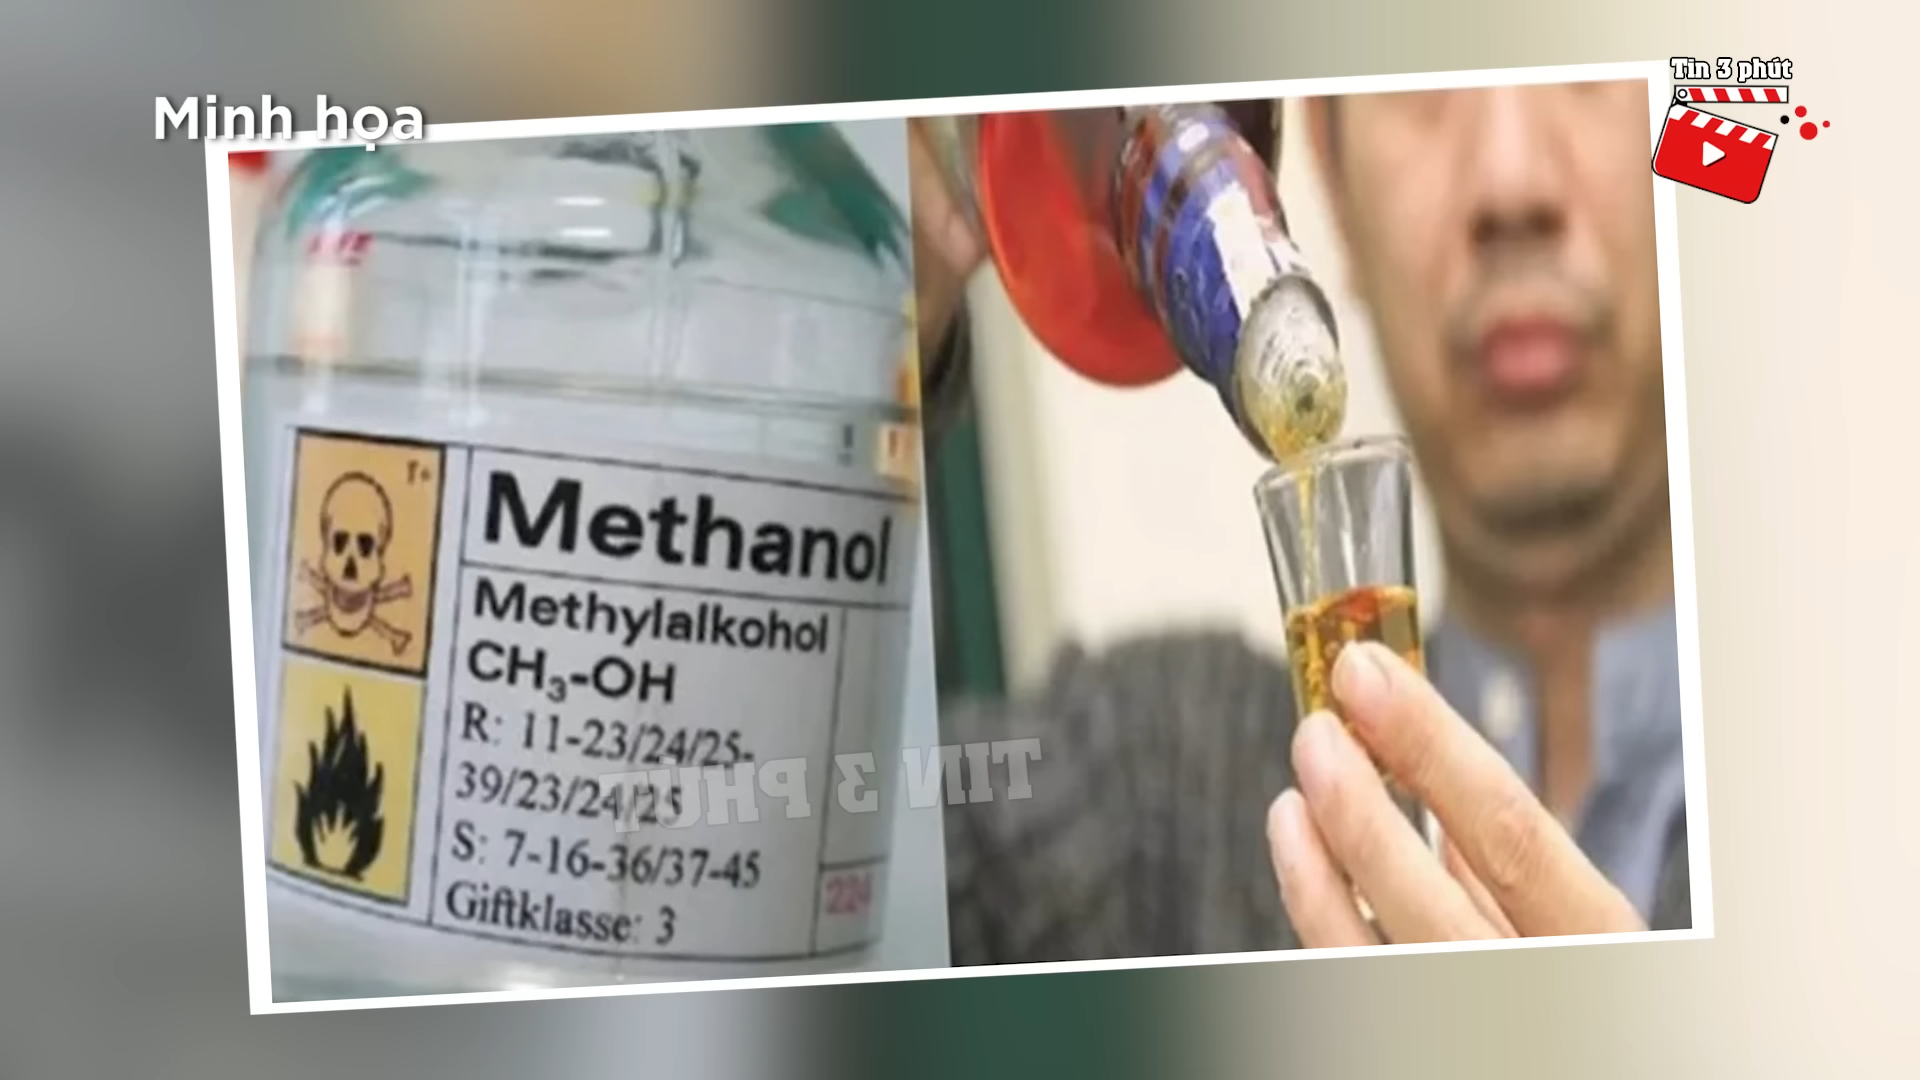 Minh họa
Tin 3 phút
T+
Methanol
Methylalkohol
CH₃-OH
R: 11-23/24/25-
39/23/24/25
S: 7-16-36/37-45
Giftklasse: 3
TIN 3 PHÚT